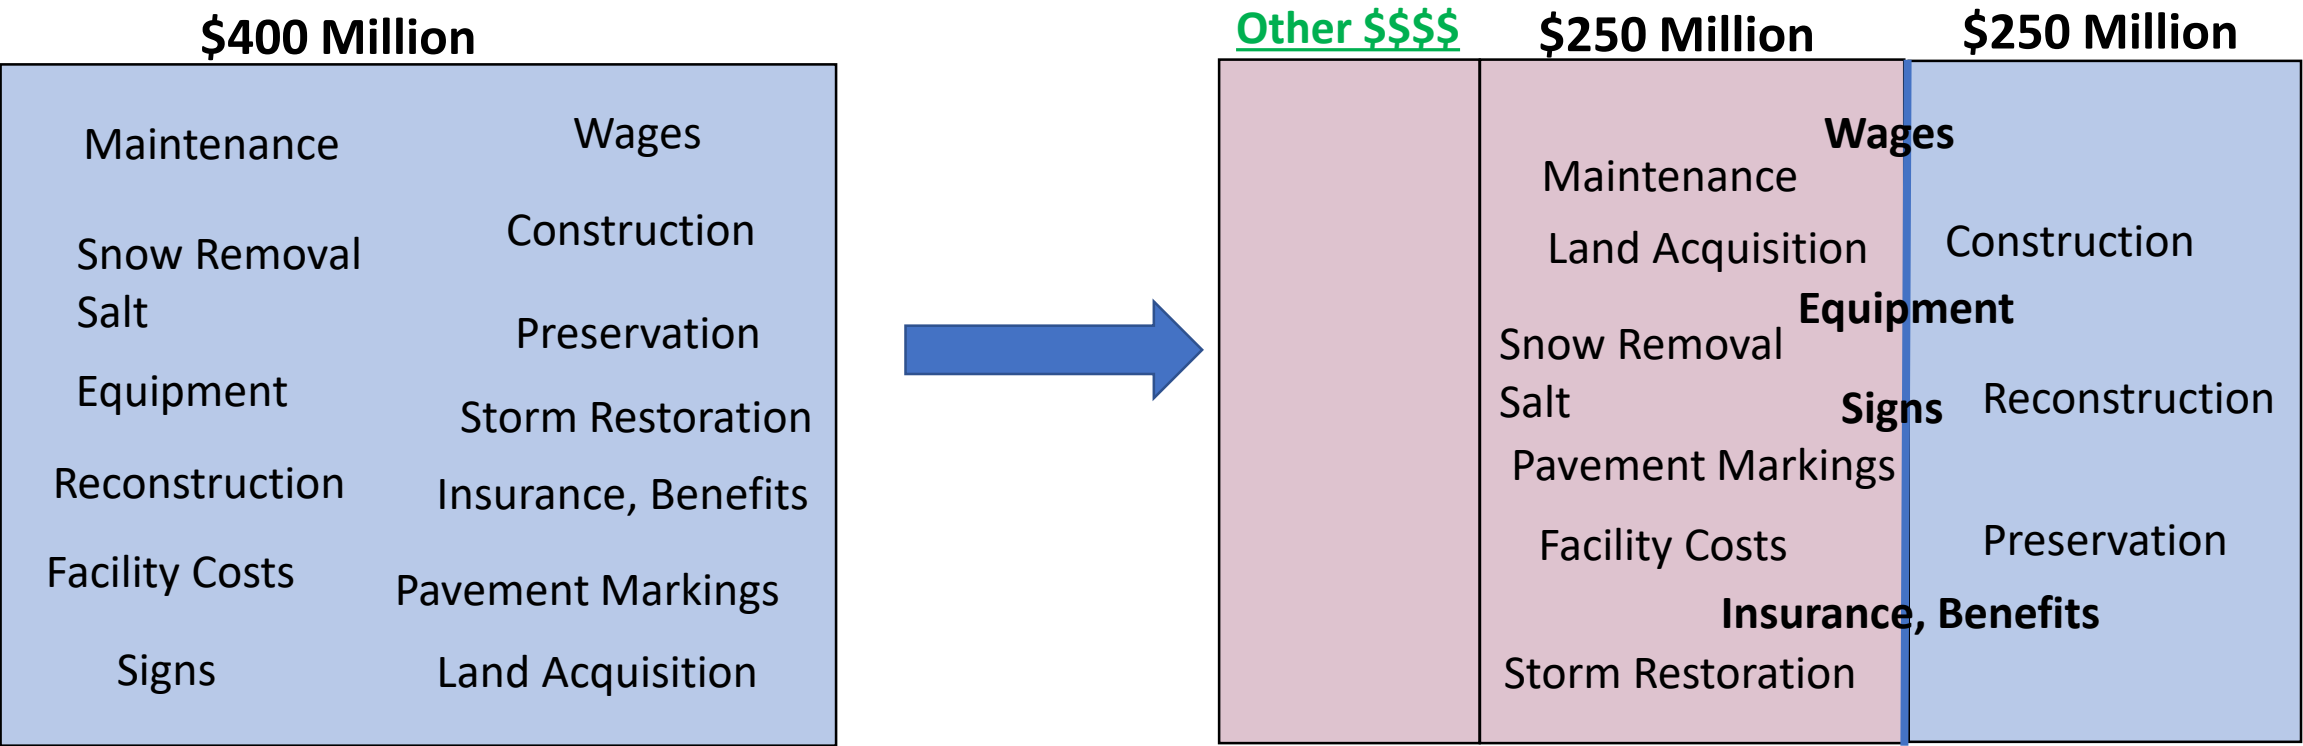 $400 Million
Maintenance
Wages
Construction
Snow Removal
Salt
Preservation
Equipment
Storm Restoration
Reconstruction
Insurance, Benefits
Facility Costs
Pavement Markings
Signs
Land Acquisition
Other $$$$
$250 Million
$250 Million
Wages
Maintenance
Land Acquisition
Construction
Equipment
Snow Removal
Salt
Signs
Reconstruction
Pavement Markings
Facility Costs
Preservation
Insurance, Benefits
Storm Restoration